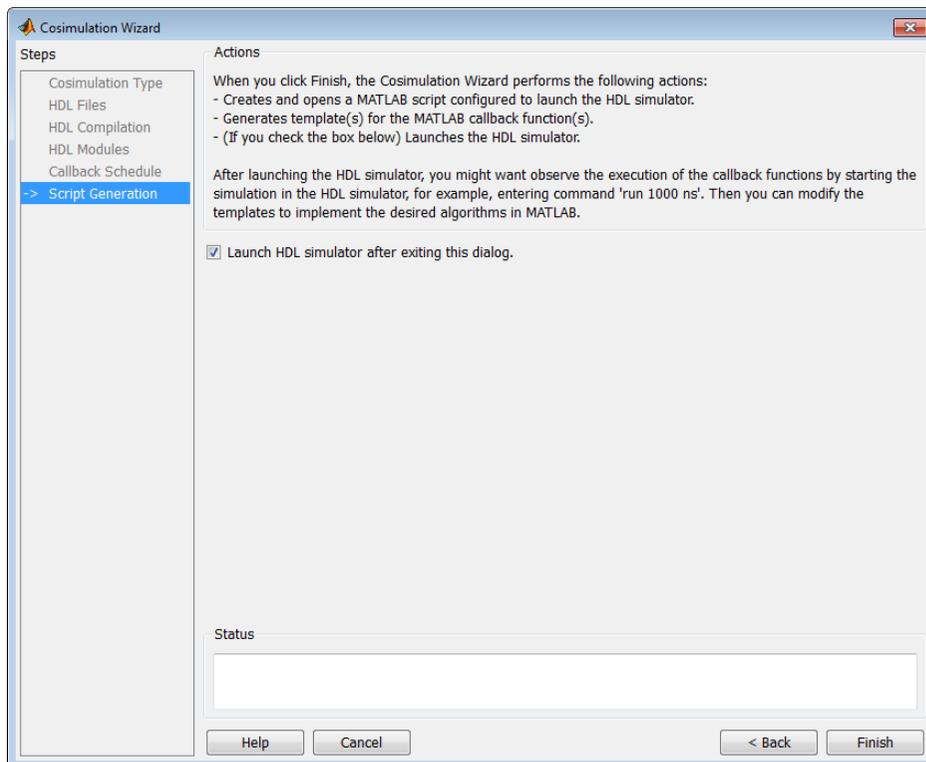 Cosimulation Wizard
Steps
Cosimulation Type
HDL Files
HDL Compilation
HDL Modules
Callback Schedule
-> Script Generation
Actions
When you click Finish, the Cosimulation Wizard performs the following actions:
- Creates and opens a MATLAB script configured to launch the HDL simulator.
- Generates template(s) for the MATLAB callback function(s).
- (If you check the box below) Launches the HDL simulator.
After launching the HDL simulator, you might want observe the execution of the callback functions by starting the
simulation in the HDL simulator, for example, entering command 'run 1000 ns'. Then you can modify the
templates to implement the desired algorithms in MATLAB.
Launch HDL simulator after exiting this dialog.
Status
Help
Cancel
< Back
Finish